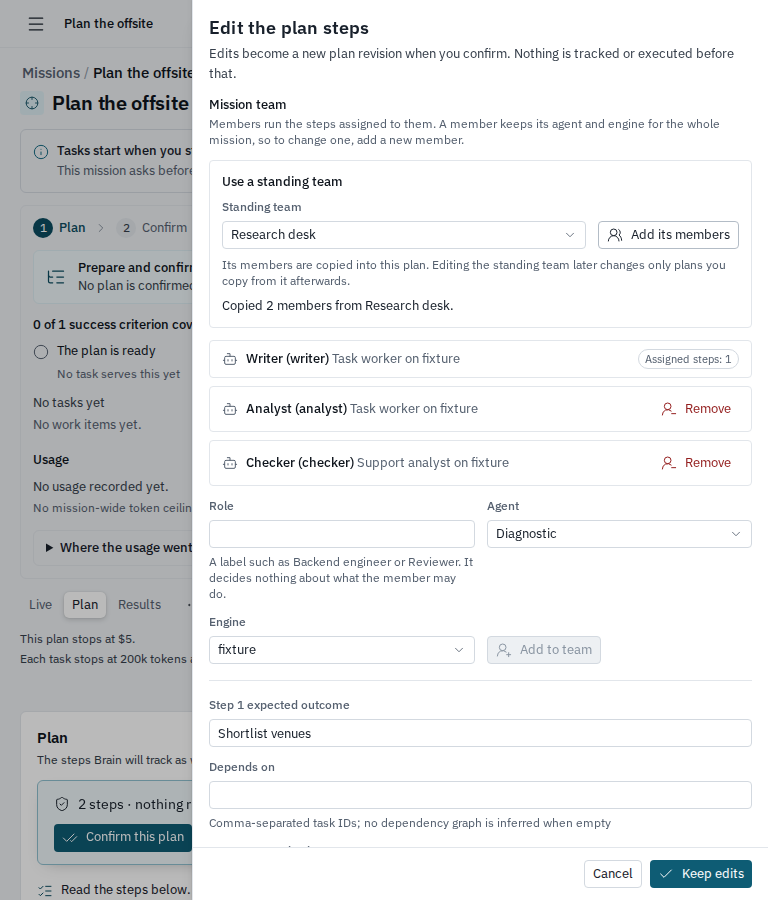 Plan the offsite
Missions / Plan the offsite
Plan the offsite
Tasks start when you s
This mission asks before
1 Plan
2 Confirm
Prepare and confir
No plan is confirme
0 of 1 success criterion cov
The plan is ready
No task serves this yet
No tasks yet
No work items yet.
Usage
No usage recorded yet.
No mission-wide token ceilin
Where the usage went
Live Plan Results
This plan stops at $5.
Each task stops at 200k tokens
Plan
The steps Brain will track as
2 steps · nothing r
Confirm this plan
Read the steps below.
Edit the plan steps
Edits become a new plan revision when you confirm. Nothing is tracked or executed before
that.
Mission team
Members run the steps assigned to them. A member keeps its agent and engine for the whole
mission, so to change one, add a new member.
Use a standing team
Standing team
Research desk
Add its members
Its members are copied into this plan. Editing the standing team later changes only plans you
copy from it afterwards.
Copied 2 members from Research desk.
Writer (writer) Task worker on fixture
Assigned steps: 1
Analyst (analyst) Task worker on fixture
Remove
Checker (checker) Support analyst on fixture
Remove
Role
Agent
Diagnostic
A label such as Backend engineer or Reviewer. It
decides nothing about what the member may
do.
Engine
fixture
Add to team
Step 1 expected outcome
Shortlist venues
Depends on
Comma-separated task IDs; no dependency graph is inferred when empty
Cancel
Keep edits